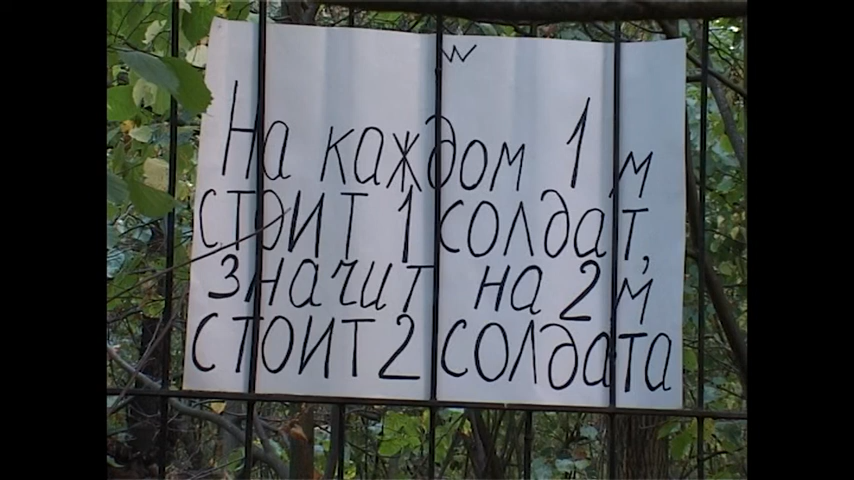 На каждом 1 м
стоит 1 солдат,
значит на 2 м
стоит 2 солдата